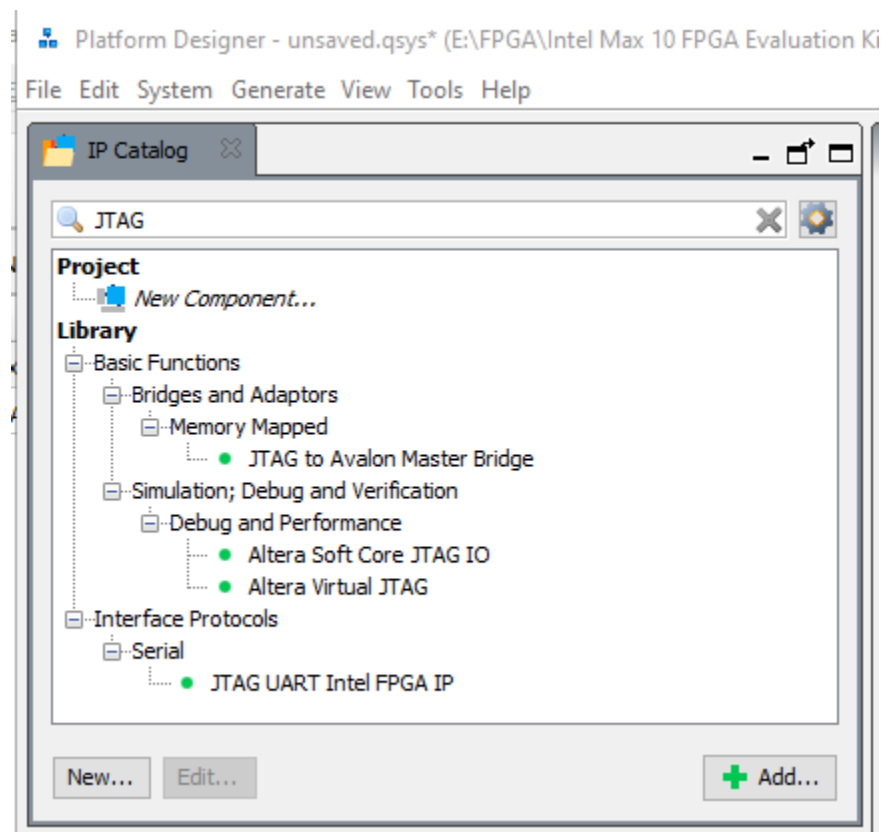 Platform Designer - unsaved.qsys* (E:\FPGA\Intel Max 10 FPGA Evaluation
File Edit System Generate View Tools Help
IP Catalog
JTAG
Project
New Component...
Library
Basic Functions
Bridges and Adaptors
Memory Mapped
JTAG to Avalon Master Bridge
Simulation; Debug and Verification
Debug and Performance
Altera Soft Core JTAG IO
Altera Virtual JTAG
Interface Protocols
Serial
JTAG UART Intel FPGA IP
New... Edit... Add...